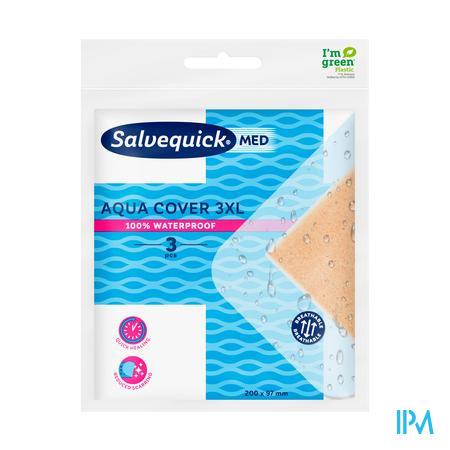 I'm
green
Plastic
Salvequick® MED
AQUA COVER 3XL
100% WATERPROOF
3
pcs
QUICK HEALING
REDUCED SCARRING
BREATHABLE
BREATHABLE
200 x 97 mm
IPM